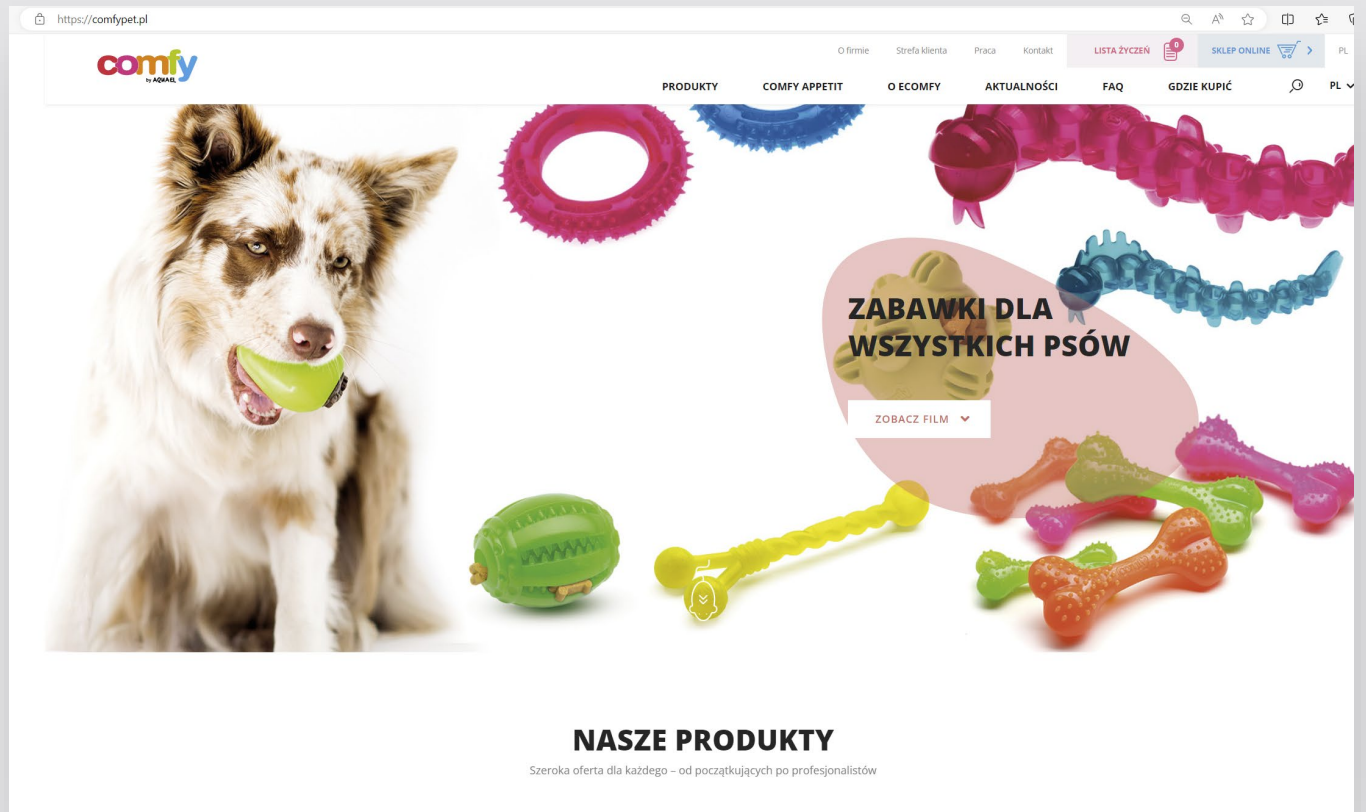 https://comfypet.pl
comfy
by AQUAEL
O firmie Strefa klienta Praca Kontakt LISTA ŻYCZEŃ 0 SKLEP ONLINE PL
PRODUKTY COMFY APPETIT O ECOMFY AKTUALNOŚCI FAQ GDZIE KUPIĆ PL
ZABAWKI DLA
WSZYSTKICH PSÓW
ZOBACZ FILM
NASZE PRODUKTY
Szeroka oferta dla każdego – od początkujących po profesjonalistów